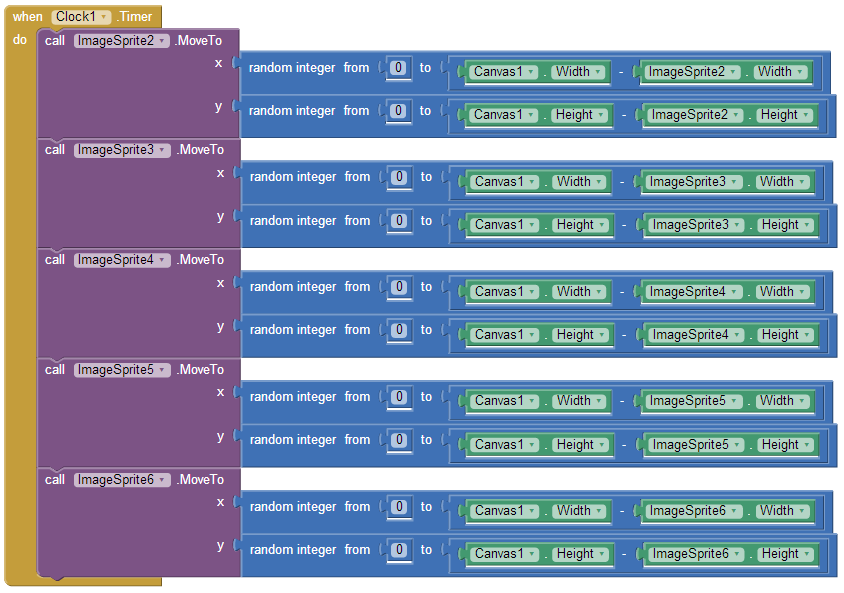 when Clock1 .Timer
do call ImageSprite2 .MoveTo
x random integer from 0 to Canvas1 . Width - ImageSprite2 . Width
y random integer from 0 to Canvas1 . Height - ImageSprite2 . Height
call ImageSprite3 .MoveTo
x random integer from 0 to Canvas1 . Width - ImageSprite3 . Width
y random integer from 0 to Canvas1 . Height - ImageSprite3 . Height
call ImageSprite4 .MoveTo
x random integer from 0 to Canvas1 . Width - ImageSprite4 . Width
y random integer from 0 to Canvas1 . Height - ImageSprite4 . Height
call ImageSprite5 .MoveTo
x random integer from 0 to Canvas1 . Width - ImageSprite5 . Width
y random integer from 0 to Canvas1 . Height - ImageSprite5 . Height
call ImageSprite6 .MoveTo
x random integer from 0 to Canvas1 . Width - ImageSprite6 . Width
y random integer from 0 to Canvas1 . Height - ImageSprite6 . Height